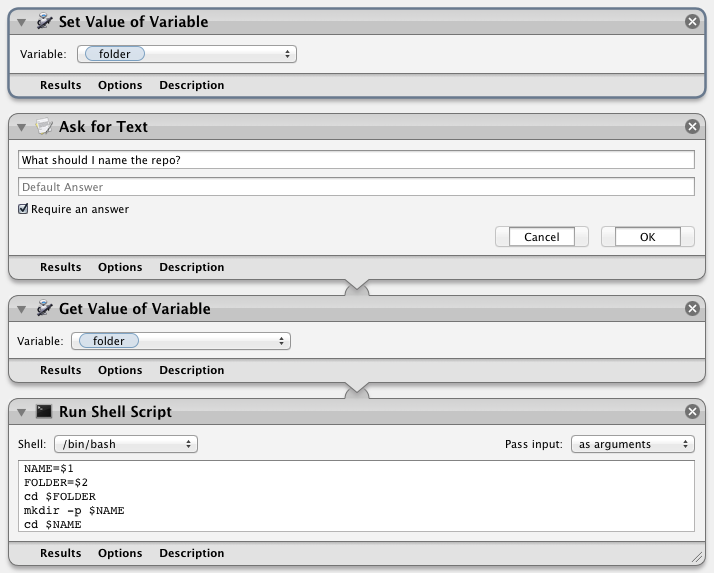 Set Value of Variable
Variable: folder
Results Options Description
Ask for Text
What should I name the repo?
Default Answer
Require an answer
Cancel OK
Results Options Description
Get Value of Variable
Variable: folder
Results Options Description
Run Shell Script
Shell: /bin/bash Pass input: as arguments
NAME=$1
FOLDER=$2
cd $FOLDER
mkdir -p $NAME
cd $NAME
Results Options Description